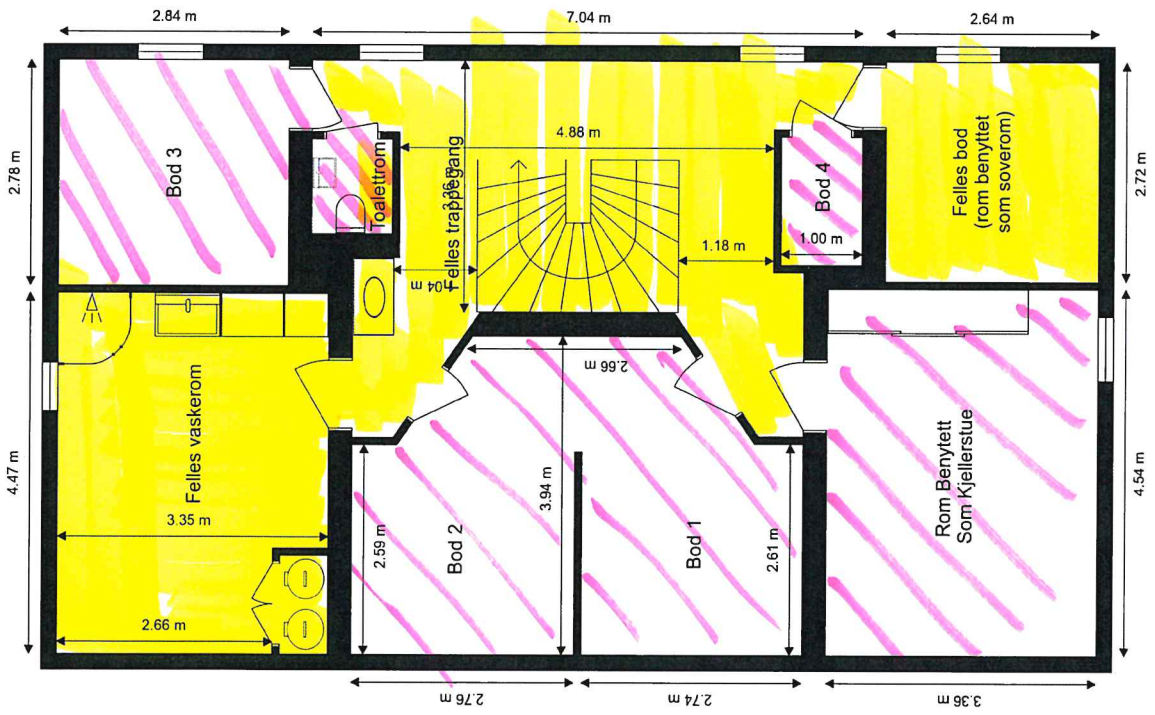 2.84 m
7.04 m
2.64 m
2.78 m
Bod 3
Toalettrom
Felles trappegang
3.36 m
4.88 m
Bod 4
1.00 m
Felles bod
(rom benyttet
som soverom)
2.72 m
1.18 m
04 m
4.47 m
Felles vaskerom
3.35 m
2.66 m
2.66 m
2.59 m
Bod 2
3.94 m
Bod 1
2.61 m
Rom Benytett
Som Kjellerstue
4.54 m
2.76 m
2.74 m
3.36 m